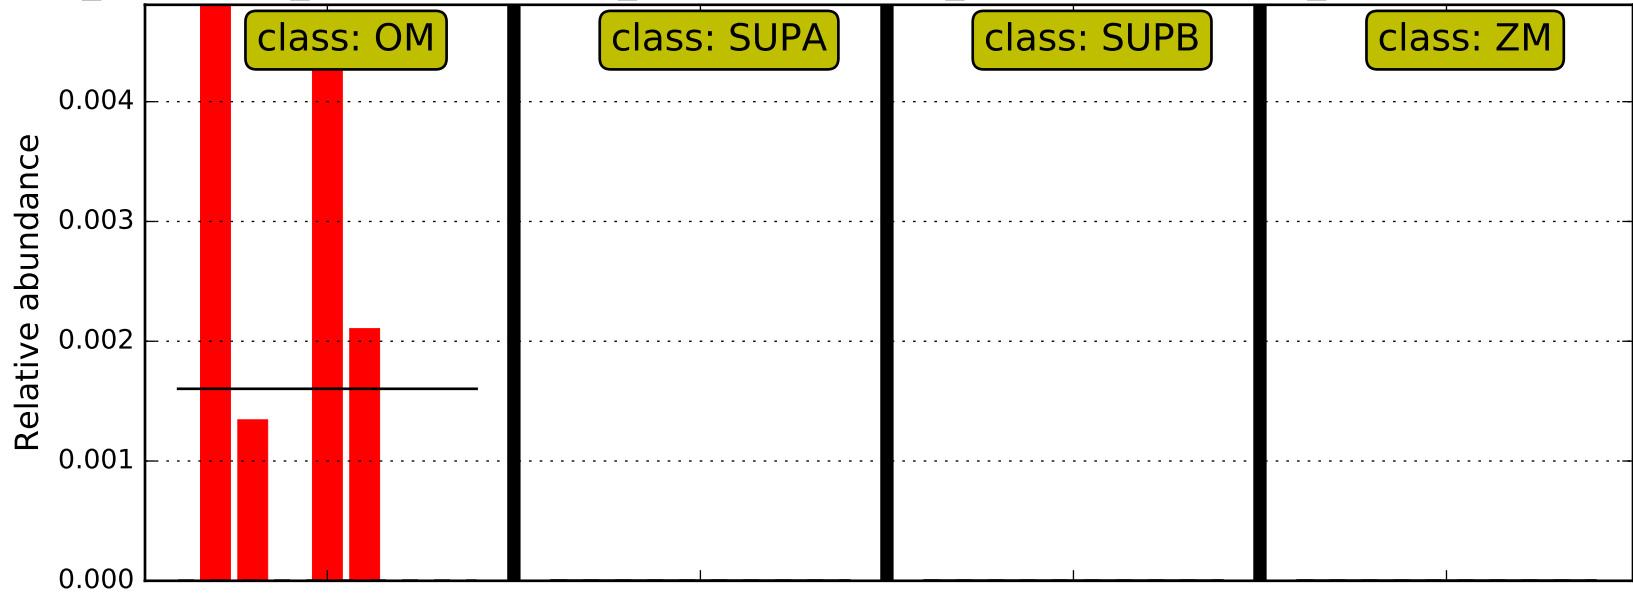 class: OM
class: SUPA
class: SUPB
class: ZM
0.004
0.003
0.002
0.001
0.000
Relative abundance